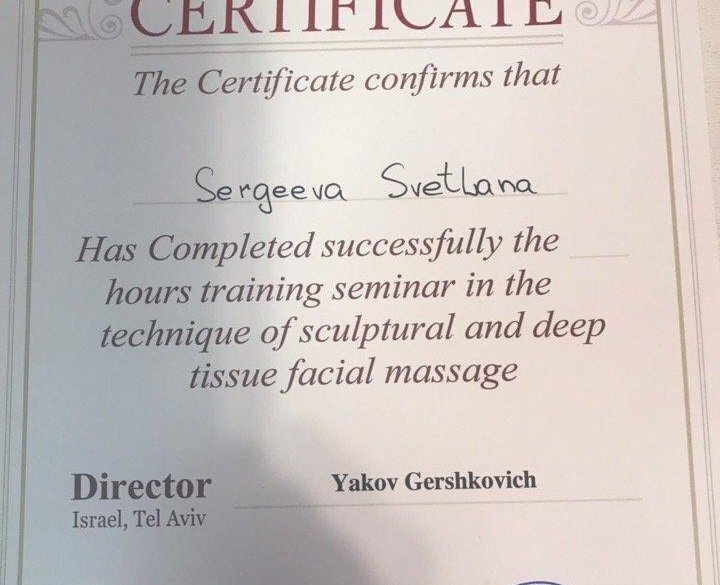 CERTIFICATE
The Certificate confirms that
Sergeeva Svetlana
Has Completed successfully the
hours training seminar in the
technique of sculptural and deep
tissue facial massage
Director
Yakov Gershkovich
Israel, Tel Aviv